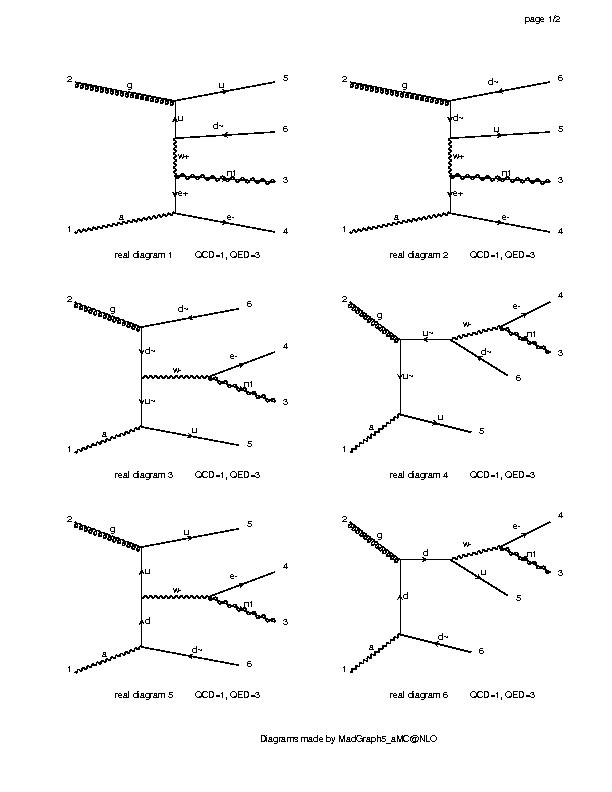 page 1/2
2 g u 5
u d~ 6
w+
n1 3
e+
a e- 4
1
real diagram 1 QCD=1, QED=3
2 g d~ 6
d~ u 5
w+
n1 3
e+
a e- 4
1
real diagram 2 QCD=1, QED=3
2 g d~ 6
d~ e- 4
w-
n1 3
u~
a u 5
1
real diagram 3 QCD=1, QED=3
2 g w- e- 4
u~ n1 3
d~ 6
u~
a u 5
1
real diagram 4 QCD=1, QED=3
2 g u 5
u e- 4
w-
n1 3
d
a d~ 6
1
real diagram 5 QCD=1, QED=3
2 g w- e- 4
d n1 3
u 5
d
a d~ 6
1
real diagram 6 QCD=1, QED=3
Diagrams made by MadGraph5_aMC@NLO